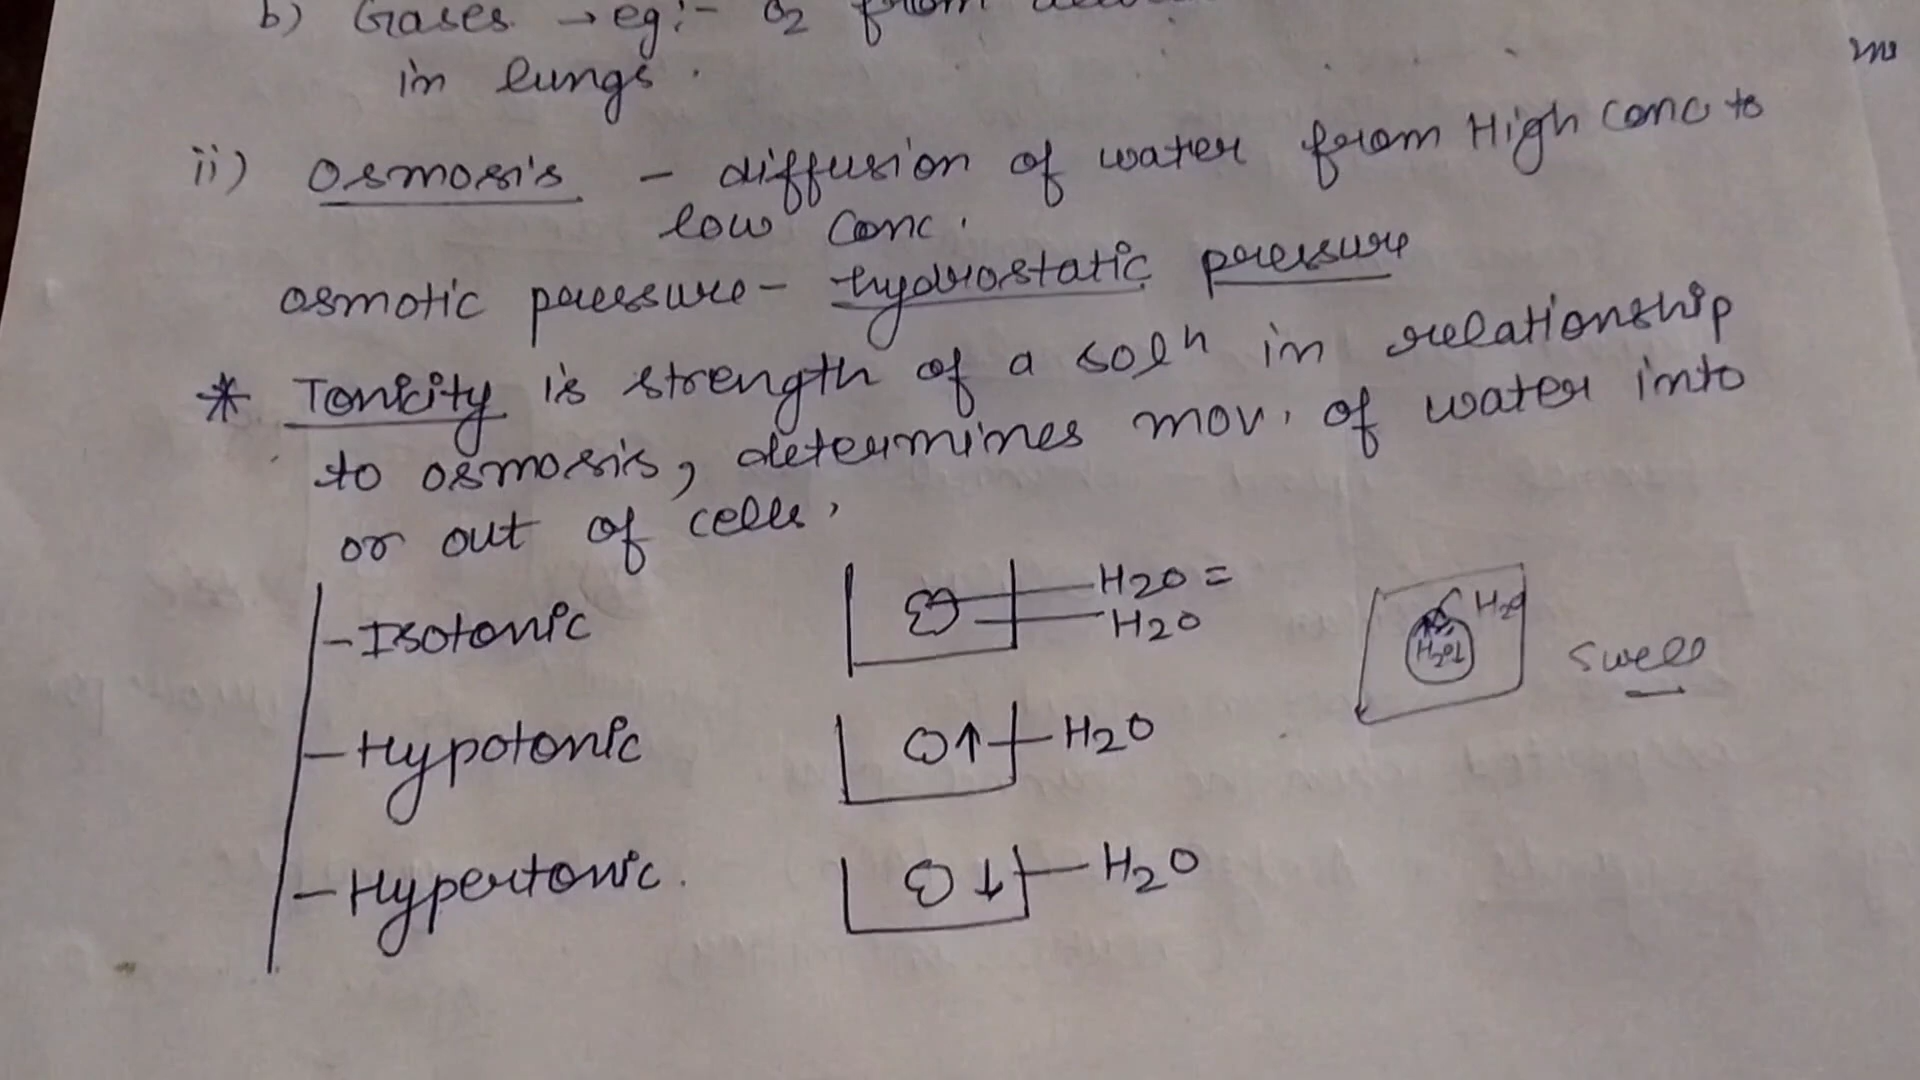 b) Gases → eg:- O2 from
in lungs.
ii) Osmosis - diffusion of water from High conc to
low conc.
osmotic pressure - hydrostatic pressure
* Tonicity is strength of a solⁿ in relationship
to osmosis, determines mov. of water into
or out of cells.
- Isotonic
H2O =
H2O
- Hypotonic
↑ H2O
- Hypertonic.
↓ H2O
H2O
H2O↓
swell